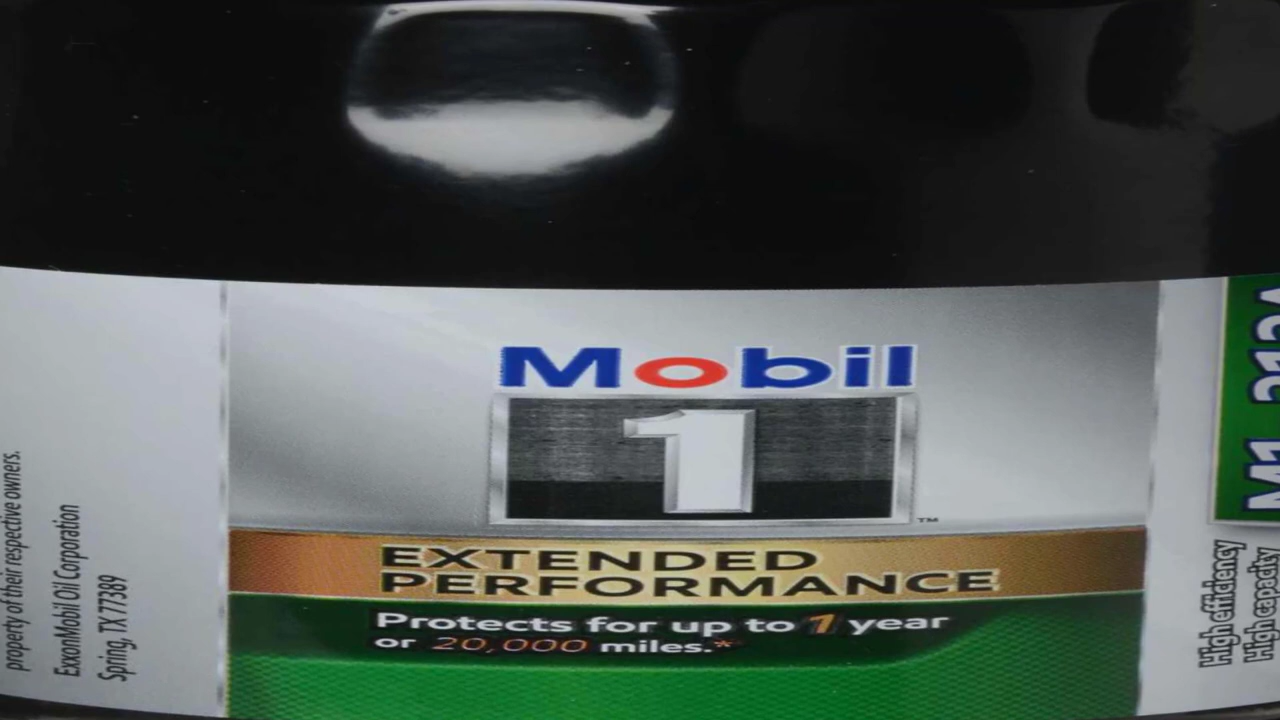 property of their respective owners.
ExxonMobil Oil Corporation
Spring, TX 77389
Mobil
1
™
EXTENDED
PERFORMANCE
Protects for up to 1 year
or 20,000 miles.*
High efficiency
High capacity